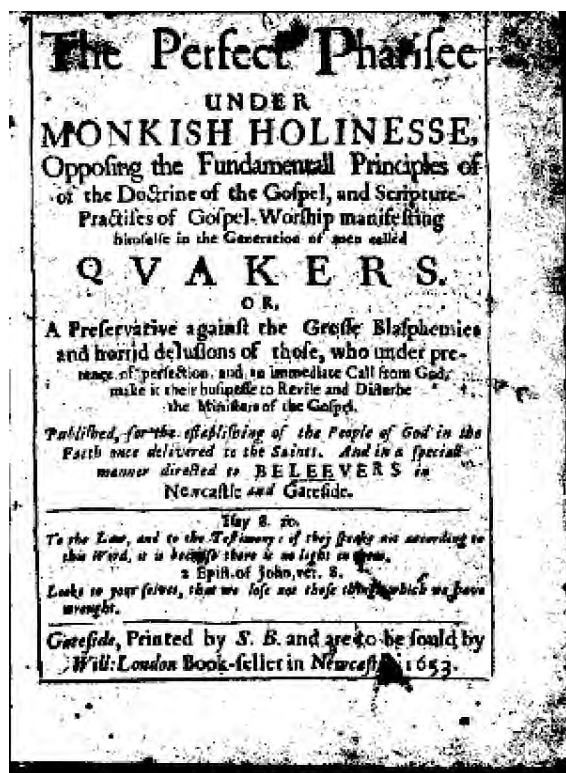 The Perfect Phariſee
UNDER
MONKISH HOLINESSE,
Oppoſing the Fundamentall Principles of
of the Doctrine of the Goſpel, and Scripture-
Practiſes of Goſpel-Worſhip manifeſting
himſelfe in the Generation of men called
QVAKERS.
OR,
A Preſervative againſt the Groſſe Blaſphemies
and horrid deluſions of thoſe, who under pre-
tence of perfection, and an immediate Call from God,
make it their buſineſſe to Revile and Diſturbe
the Miniſters of the Goſpel.
Publiſhed, for the eſtabliſhing of the People of God in the
Faith once delivered to the Saints. And in a ſpeciall
manner directed to BELEEVERS in
Newcaſtle and Gateſide.
8. 20.
To the Law, and to the Teſtimony: if they ſpeake not according to
this Word, it is becauſe there is no light in them.
2 Epiſt. of John, ver. 8.
Looke to your ſelves, that we loſe not thoſe things which we have
wrought.
Gateſide, Printed by S. B. and are to be ſould by
Will: London Book-ſeller in Newcaſtle, 1653.